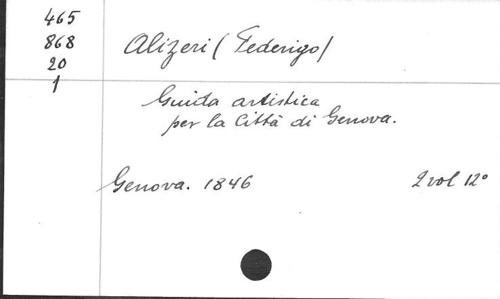 465
868
20
1
Alizeri (Federigo)
Guida artistica
per la Città di Genova.
Genova. 1846 2 vol 12°